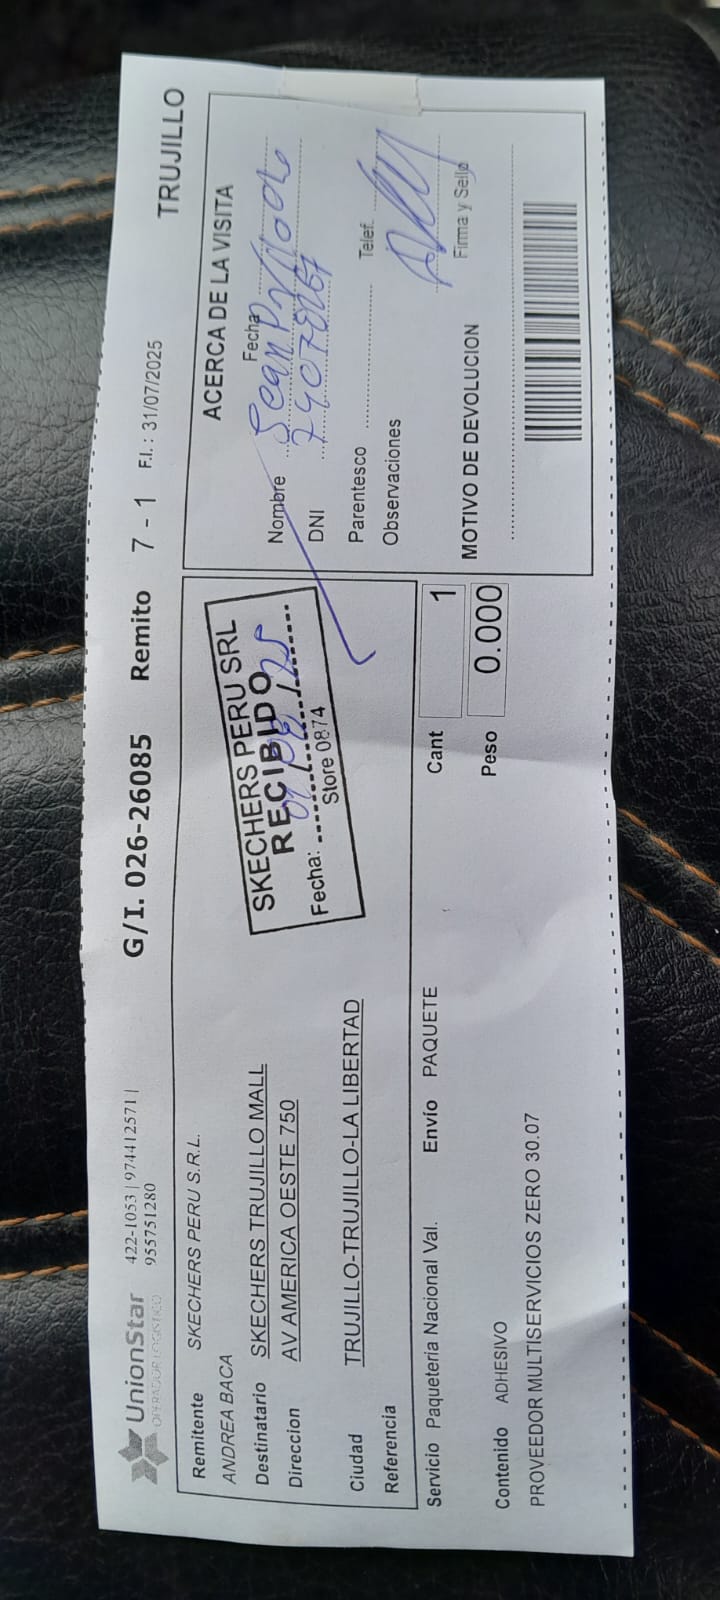 UnionStar
OPERADOR LOGISTICO
422-1053 | 974412571 |
955751280
G/I. 026-26085 Remito 7 - 1 F.I.: 31/07/2025 TRUJILLO
Remitente SKECHERS PERU S.R.L.
ANDREA BACA
Destinatario SKECHERS TRUJILLO MALL
Direccion AV AMERICA OESTE 750
Ciudad TRUJILLO-TRUJILLO-LA LIBERTAD
Referencia
SKECHERS PERU SRL
RECIBIDO
Fecha:
Store 0874
Servicio Paqueteria Nacional Val. Envío PAQUETE Cant 1
Peso 0.000
Contenido ADHESIVO
PROVEEDOR MULTISERVICIOS ZERO 30.07
ACERCA DE LA VISITA
Fecha
Nombre
DNI
Parentesco Telef.
Observaciones
Firma y Sello
MOTIVO DE DEVOLUCION